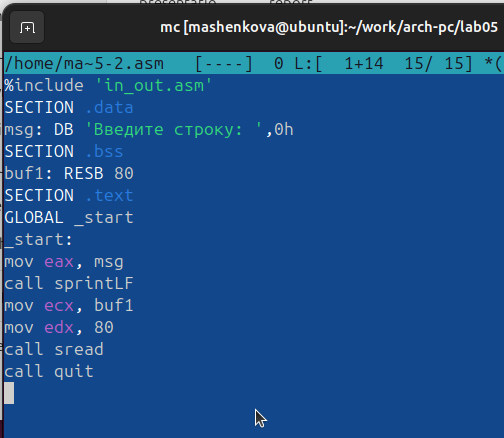 mc [mashenkova@ubuntu]:~/work/arch-pc/lab05
/home/ma~5-2.asm [----] 0 L:[ 1+14 15/ 15] *(
%include 'in_out.asm'
SECTION .data
msg: DB 'Введите строку: ',0h
SECTION .bss
buf1: RESB 80
SECTION .text
GLOBAL _start
_start:
mov eax, msg
call sprintLF
mov ecx, buf1
mov edx, 80
call sread
call quit